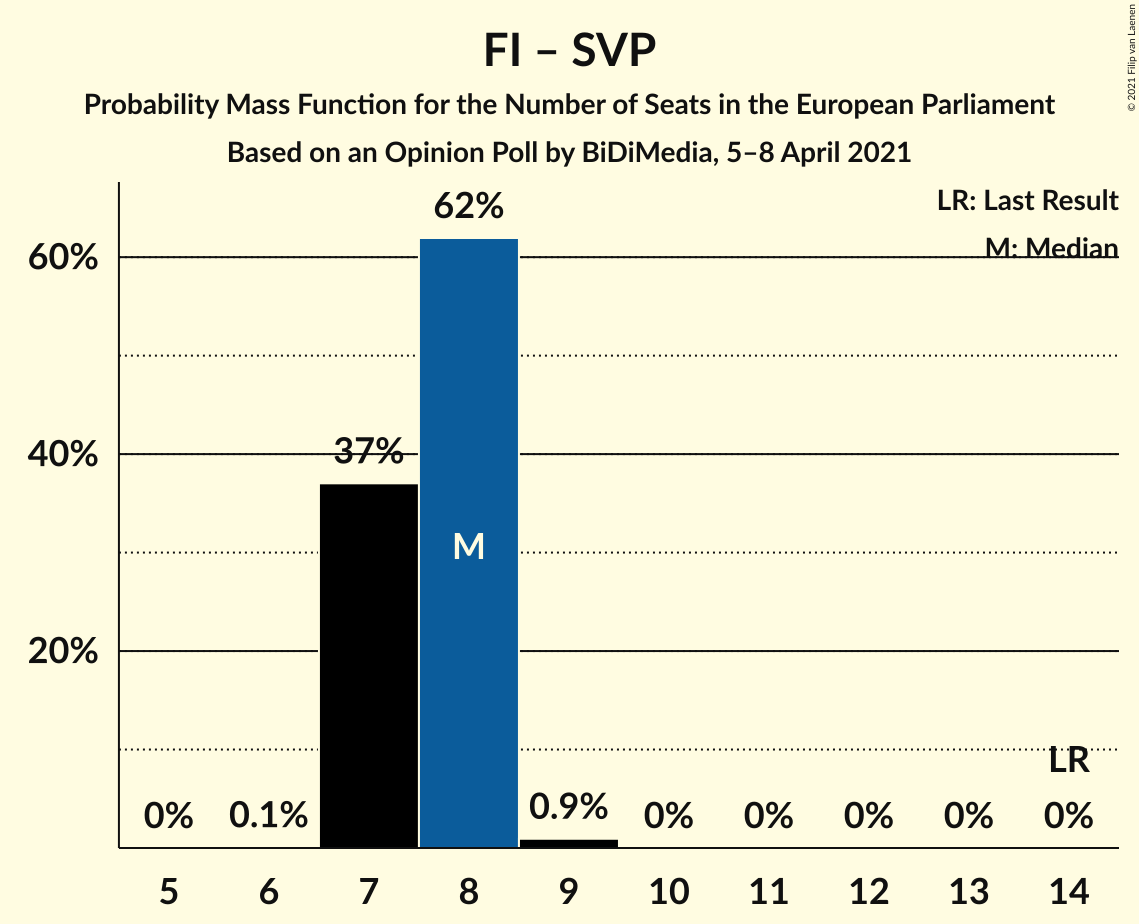 FI – SVP
Probability Mass Function for the Number of Seats in the European Parliament
Based on an Opinion Poll by BiDiMedia, 5–8 April 2021
© 2021 Filip van Laenen
LR: Last Result
M: Median
62%
60%
37%
40%
M
20%
LR
0%
0.1%
0.9%
0%
0%
0%
0%
0%
5
6
7
8
9
10
11
12
13
14